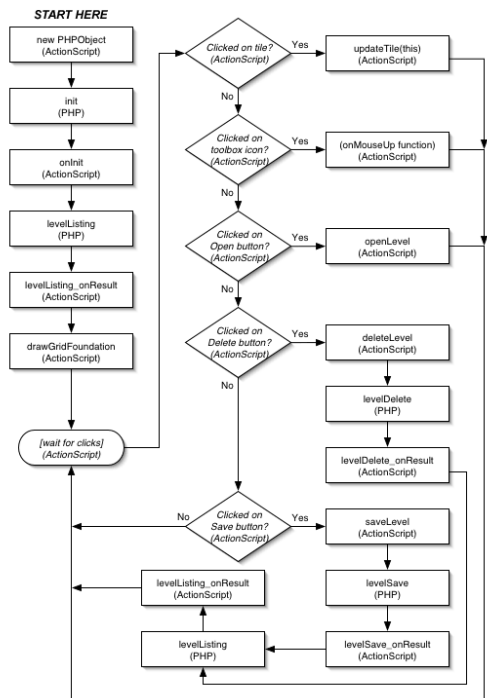 START HERE
new PHPObject
(ActionScript)
init
(PHP)
onInit
(ActionScript)
levelListing
(PHP)
levelListing_onResult
(ActionScript)
drawGridFoundation
(ActionScript)
[wait for clicks]
(ActionScript)
Clicked on tile?
(ActionScript)
Yes
updateTile(this)
(ActionScript)
No
Clicked on
toolbox icon?
(ActionScript)
Yes
(onMouseUp function)
(ActionScript)
No
Clicked on
Open button?
(ActionScript)
Yes
openLevel
(ActionScript)
No
Clicked on
Delete button?
(ActionScript)
Yes
deleteLevel
(ActionScript)
No
levelDelete
(PHP)
levelDelete_onResult
(ActionScript)
Clicked on
Save button?
(ActionScript)
No
Yes
saveLevel
(ActionScript)
levelSave
(PHP)
levelSave_onResult
(ActionScript)
levelListing
(PHP)
levelListing_onResult
(ActionScript)